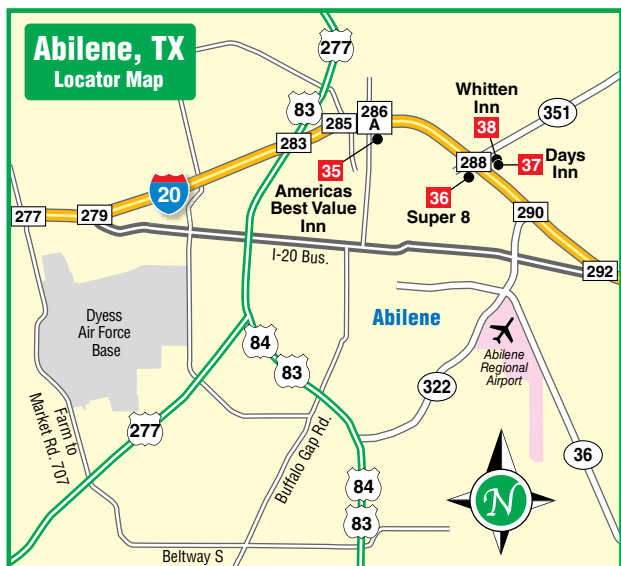 Abilene, TX
Locator Map
277
83
286
A
285
283
Whitten
Inn
38
351
35
Americas
Best Value
Inn
288
37
Days
Inn
36
Super 8
20
277
279
290
I-20 Bus.
292
Dyess
Air Force
Base
Abilene
84
83
Abilene
Regional
Airport
322
277
Farm to
Market Rd. 707
Buffalo Gap Rd.
36
84
83
N
Beltway S